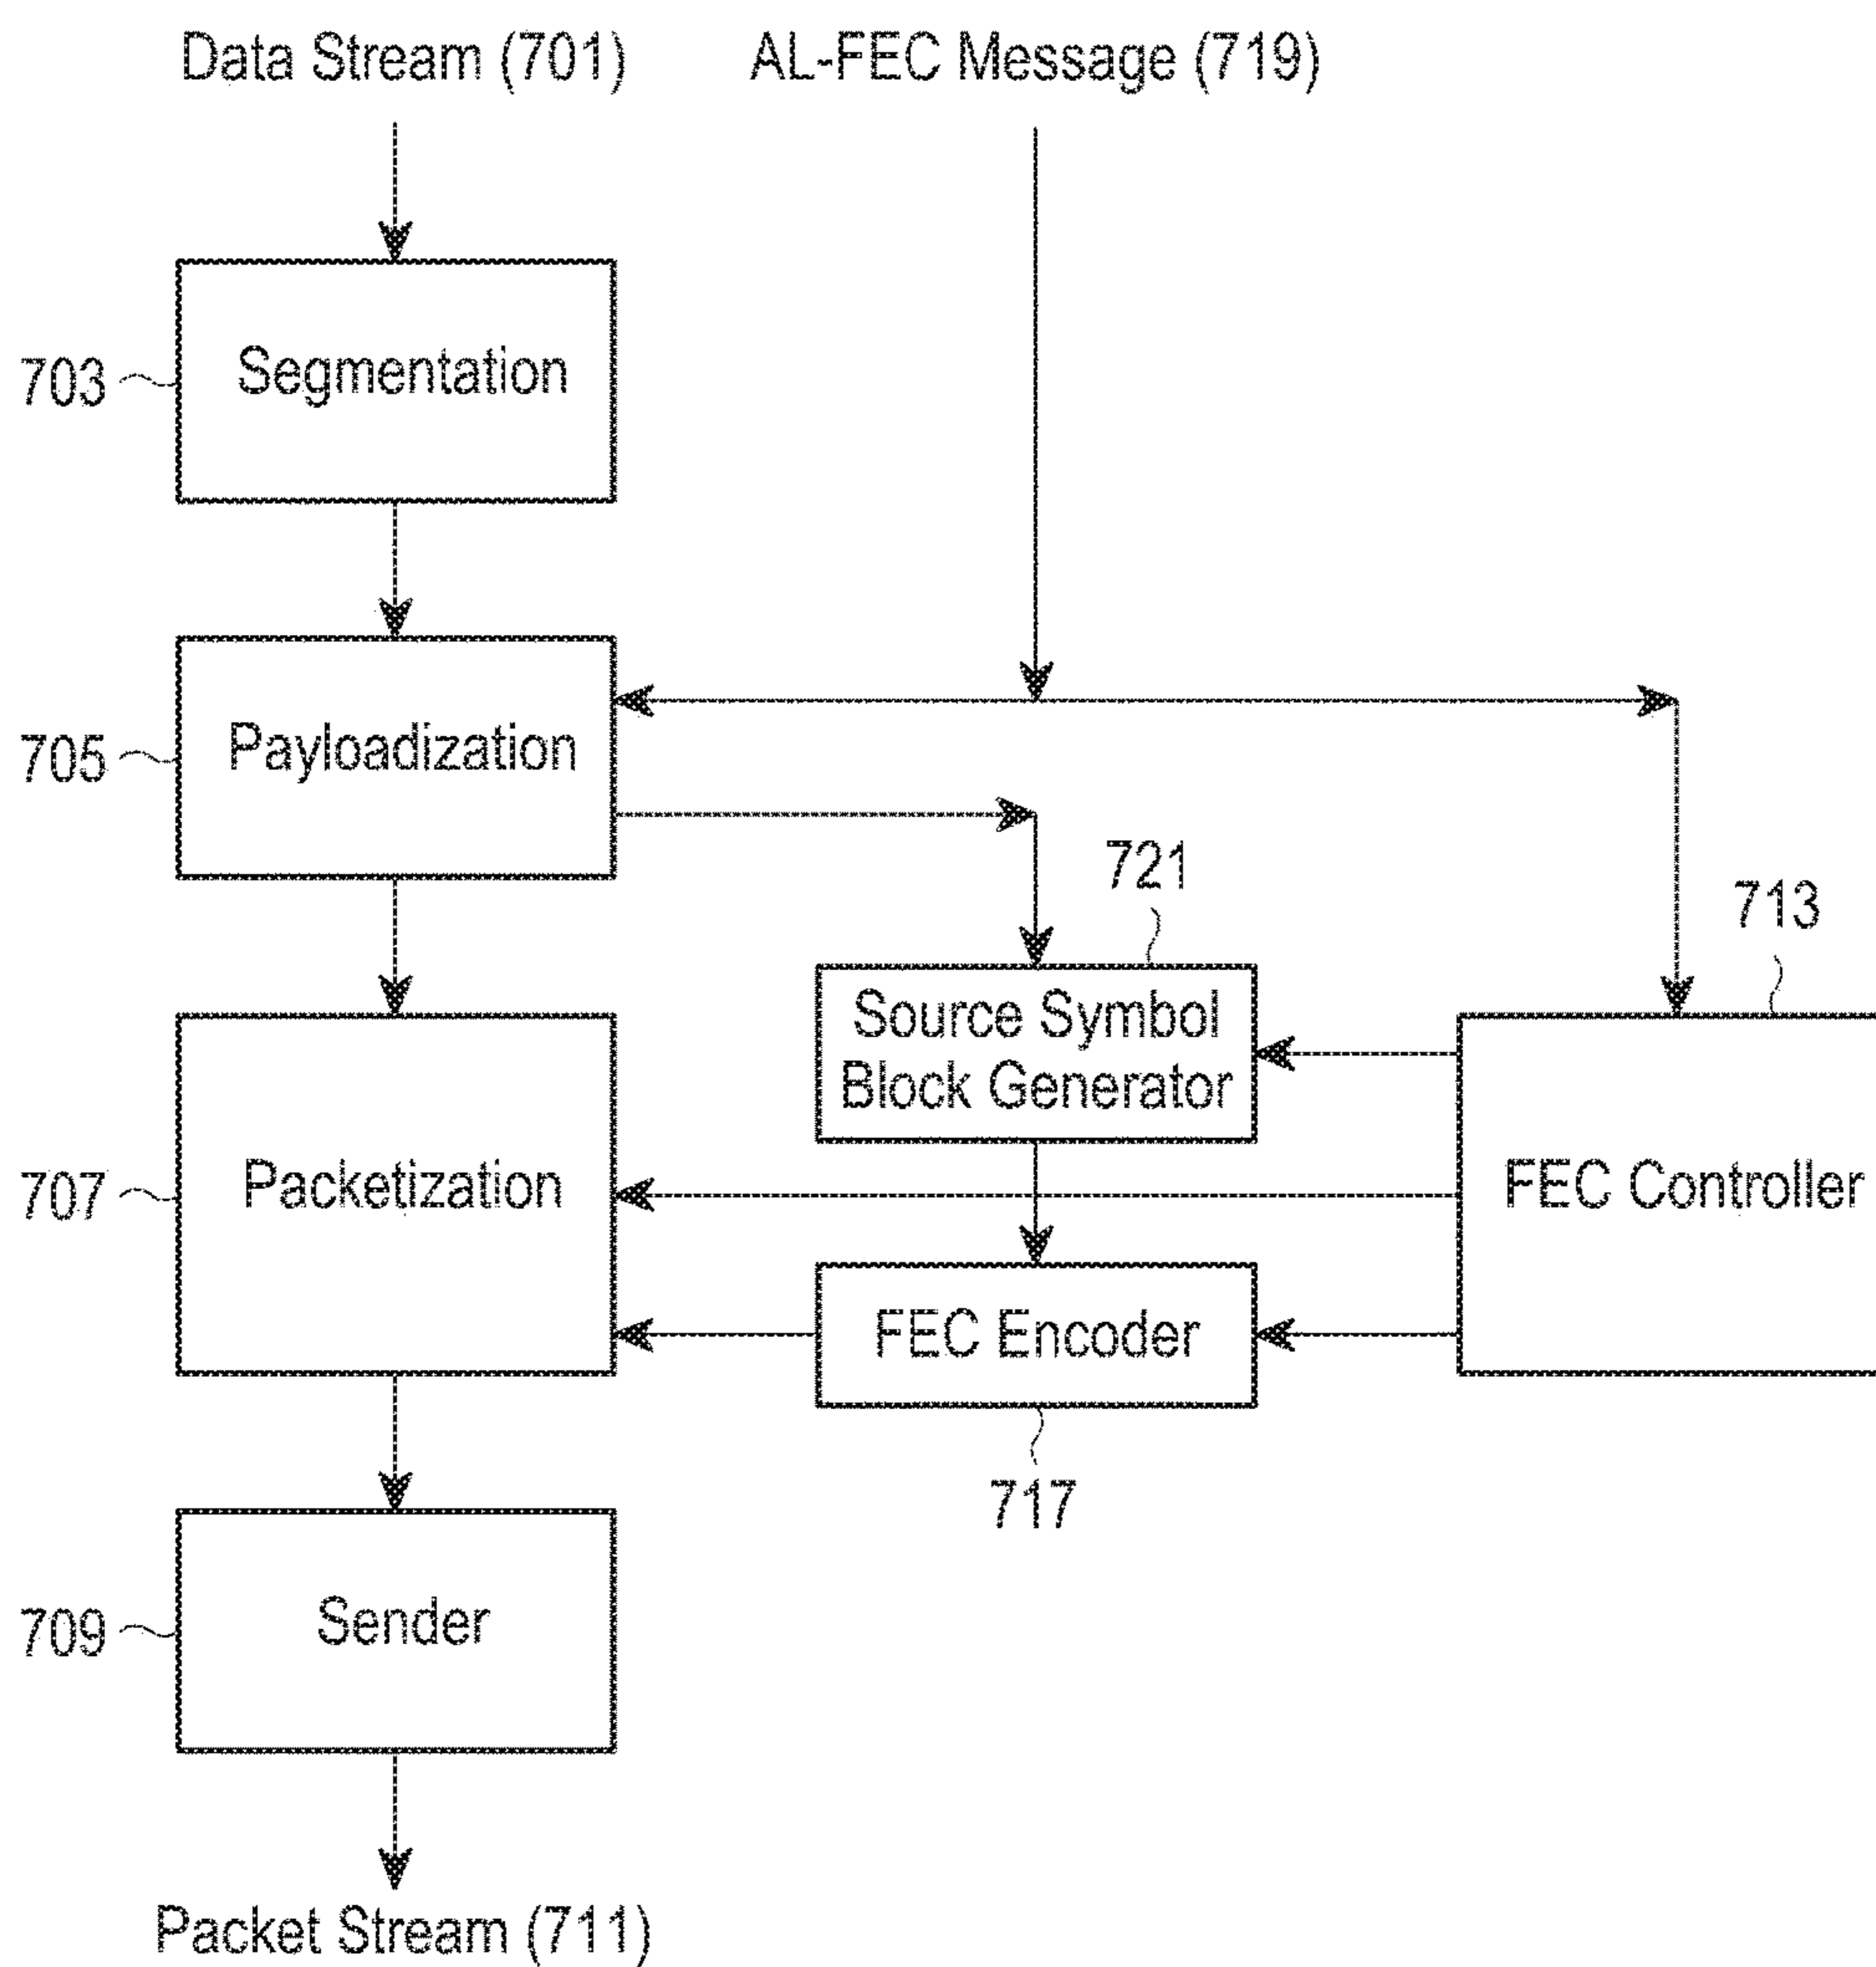 Data Stream (701)
AL-FEC Message (719)
703
Segmentation
705
Payloadization
721
713
Source Symbol
Block Generator
707
Packetization
FEC Controller
FEC Encoder
717
709
Sender
Packet Stream (711)